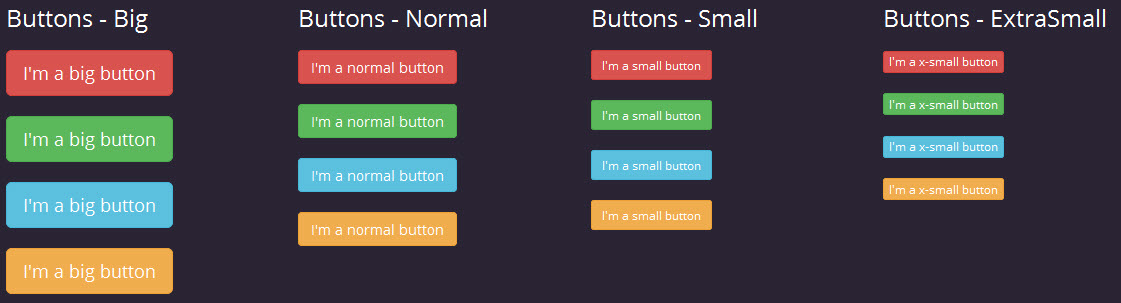 Buttons - Big
I'm a big button
I'm a big button
I'm a big button
I'm a big button
Buttons - Normal
I'm a normal button
I'm a normal button
I'm a normal button
I'm a normal button
Buttons - Small
I'm a small button
I'm a small button
I'm a small button
I'm a small button
Buttons - ExtraSmall
I'm a x-small button
I'm a x-small button
I'm a x-small button
I'm a x-small button